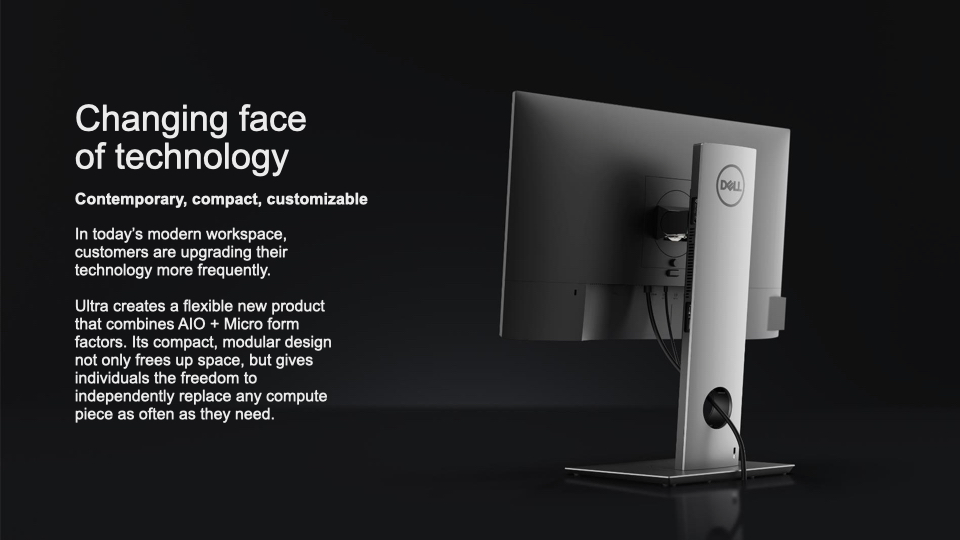 Changing face
of technology
Contemporary, compact, customizable
In today’s modern workspace,
customers are upgrading their
technology more frequently.
Ultra creates a flexible new product
that combines AIO + Micro form
factors. Its compact, modular design
not only frees up space, but gives
individuals the freedom to
independently replace any compute
piece as often as they need.
DELL